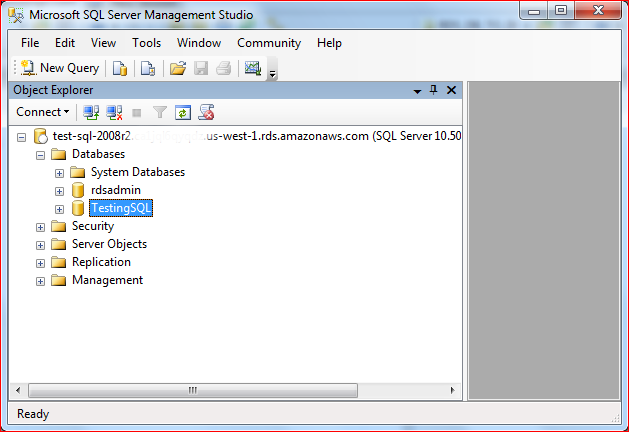 Microsoft SQL Server Management Studio
File Edit View Tools Window Community Help
New Query
Object Explorer
Connect
test-sql-2008r2 .us-west-1.rds.amazonaws.com (SQL Server 10.50
Databases
System Databases
rdsadmin
TestingSQL
Security
Server Objects
Replication
Management
Ready